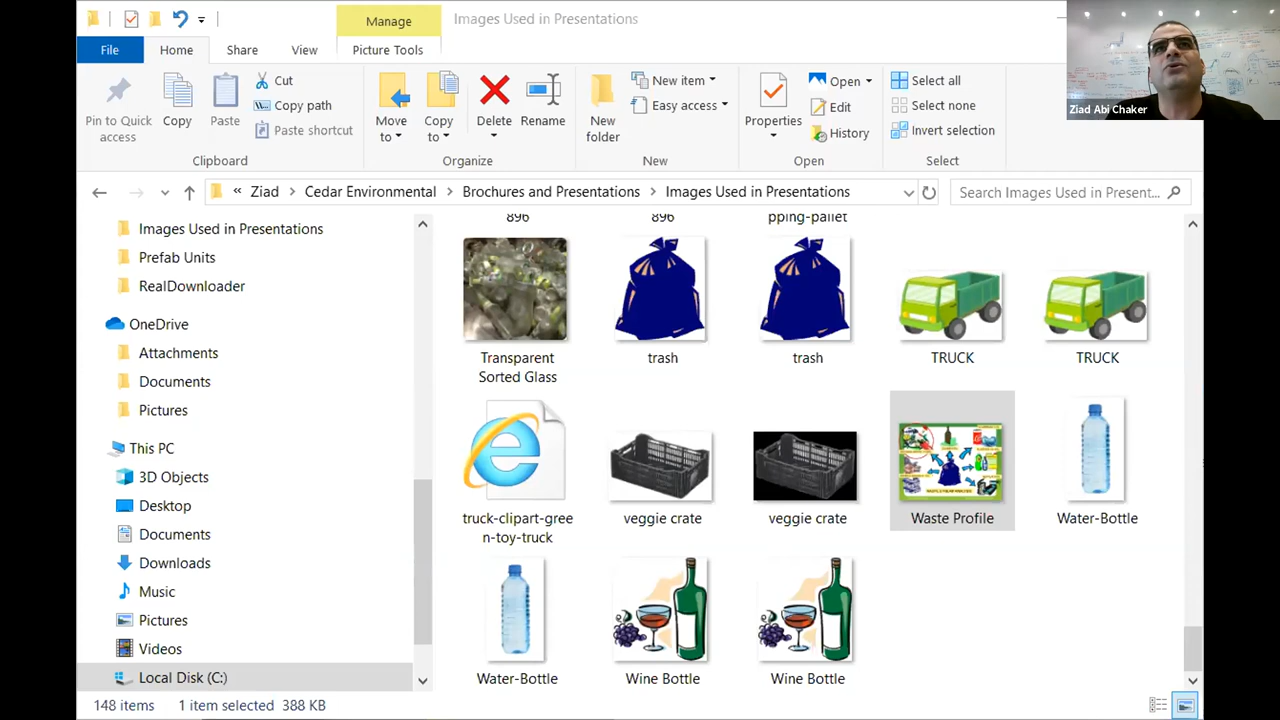 Manage
Images Used in Presentations
File
Home
Share
View
Picture Tools
Pin to Quick access
Copy
Paste
Cut
Copy path
Paste shortcut
Clipboard
Move to
Copy to
Delete
Rename
Organize
New folder
New item
Easy access
New
Properties
Open
Edit
History
Open
Select all
Select none
Invert selection
Select
Ziad Abi Chaker
« Ziad > Cedar Environmental > Brochures and Presentations > Images Used in Presentations
Search Images Used in Present...
Images Used in Presentations
Prefab Units
RealDownloader
OneDrive
Attachments
Documents
Pictures
This PC
3D Objects
Desktop
Documents
Downloads
Music
Pictures
Videos
Local Disk (C:)
896
896
pping-pallet
Transparent
Sorted Glass
trash
trash
TRUCK
TRUCK
truck-clipart-gree
n-toy-truck
veggie crate
veggie crate
Waste Profile
Water-Bottle
Water-Bottle
Wine Bottle
Wine Bottle
148 items
1 item selected 388 KB